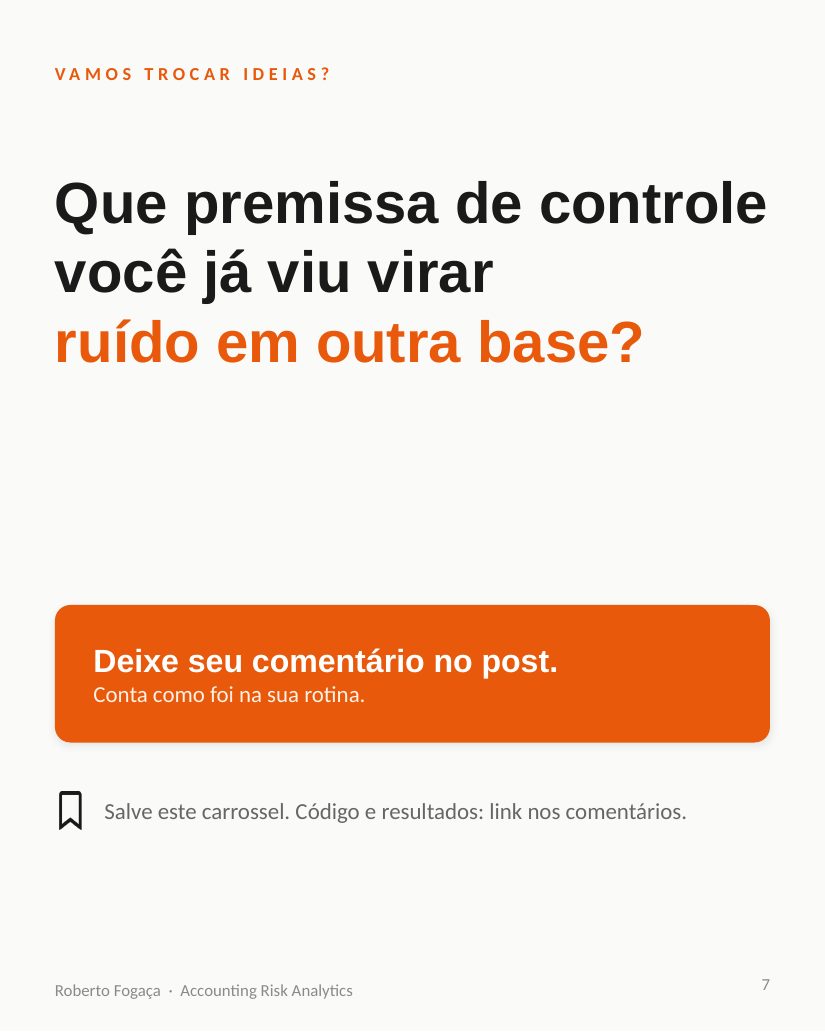 VAMOS TROCAR IDEIAS?
Que premissa de controle
você já viu virar
ruído em outra base?
Deixe seu comentário no post.
Conta como foi na sua rotina.
Salve este carrossel. Código e resultados: link nos comentários.
Roberto Fogaça · Accounting Risk Analytics
7